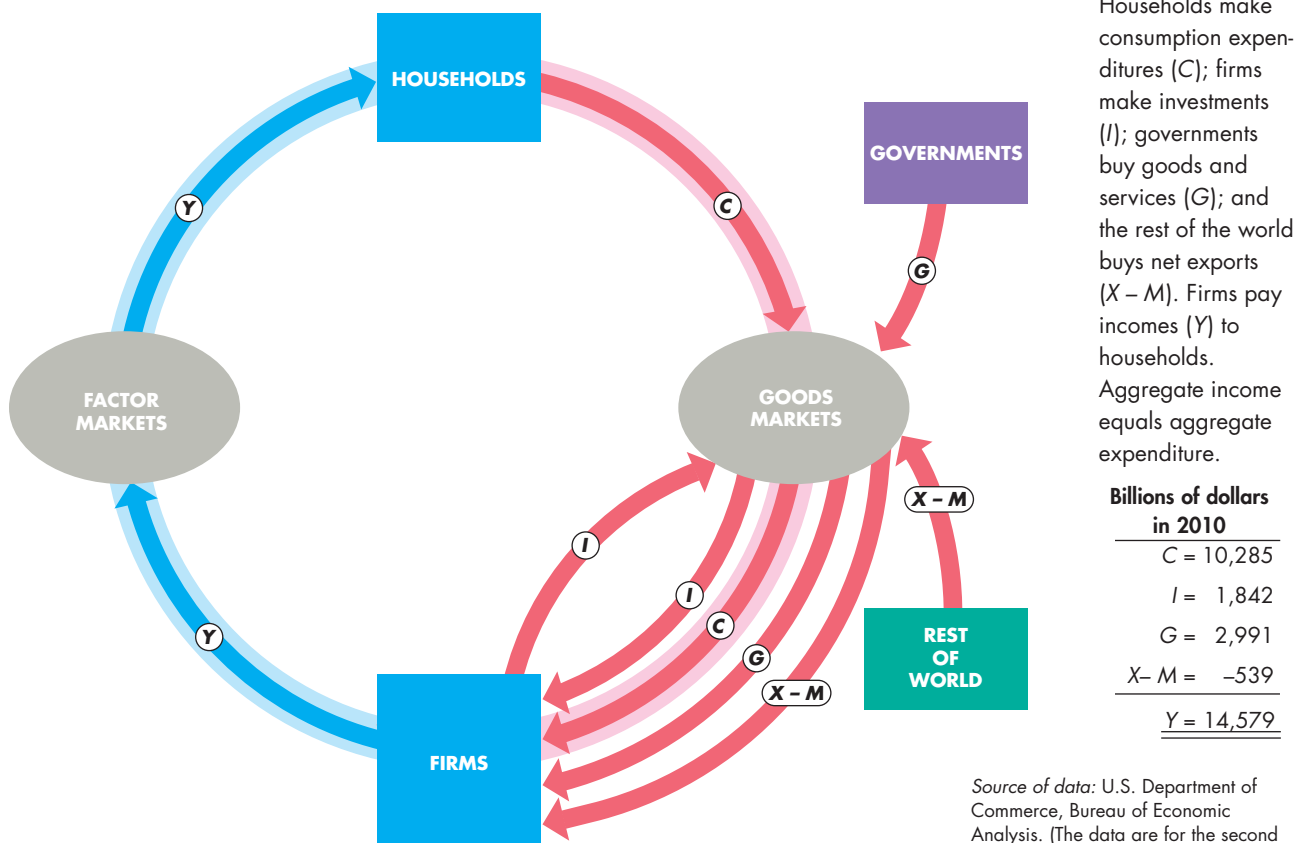 HOUSEHOLDS
GOVERNMENTS
Y
C
G
FACTOR
MARKETS
GOODS
MARKETS
X – M
I
I
C
G
X – M
Y
REST
OF
WORLD
FIRMS
Households make
consumption expen-
ditures (C); firms
make investments
(I); governments
buy goods and
services (G); and
the rest of the world
buys net exports
(X – M). Firms pay
incomes (Y) to
households.
Aggregate income
equals aggregate
expenditure.
Billions of dollars
in 2010
C = 10,285
I = 1,842
G = 2,991
X– M = –539
Y = 14,579
Source of data: U.S. Department of
Commerce, Bureau of Economic
Analysis. (The data are for the second